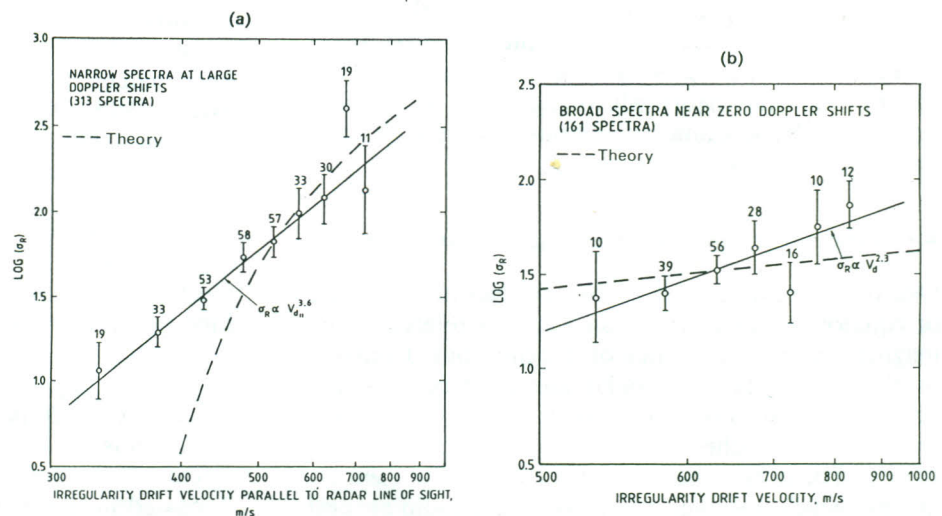 (a)
3.0
2.5
2.0
1.5
1.0
0.5
LOG (σR)
NARROW SPECTRA AT LARGE
DOPPLER SHIFTS
(313 SPECTRA)
Theory
19
33
53
58
57
33
30
19
11
σR α Vd,, 3.6
300 400 500 600 700 800 900
IRREGULARITY DRIFT VELOCITY PARALLEL TO RADAR LINE OF SIGHT,
m/s
(b)
2.5
2.0
1.5
1.0
0.5
LOG (σR)
BROAD SPECTRA NEAR ZERO DOPPLER SHIFTS
(161 SPECTRA)
Theory
10
39
56
28
16
10
12
σR α Vd 2.3
500 600 700 800 900 1000
IRREGULARITY DRIFT VELOCITY, m/s